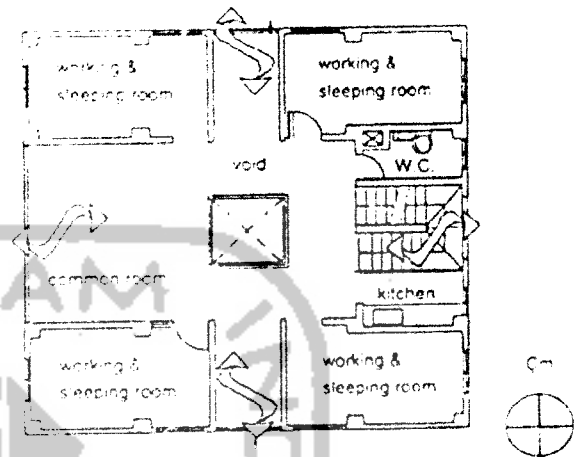 working &
sleeping room
working &
sleeping room
W.C.
void
common room
kitchen
working &
sleeping room
working &
sleeping room